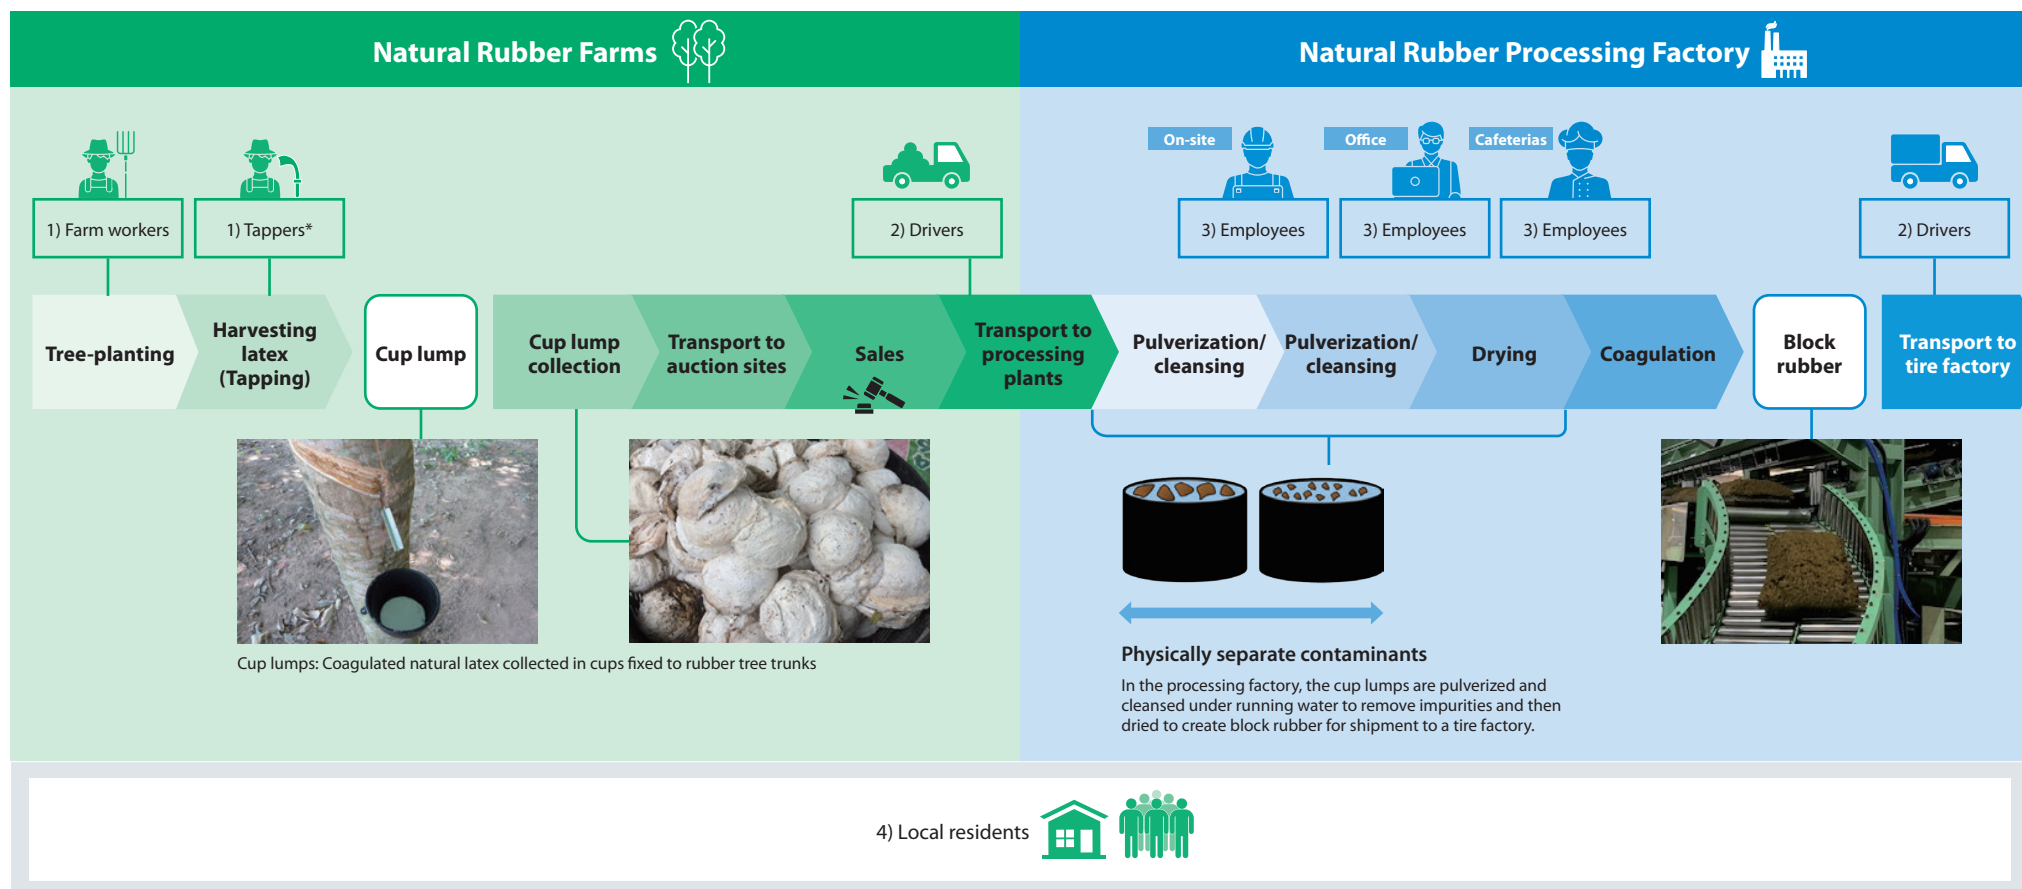 Natural Rubber Farms
Natural Rubber Processing Factory
On-site
Office
Cafeterias
1) Farm workers
1) Tappers*
2) Drivers
3) Employees
3) Employees
3) Employees
2) Drivers
Tree-planting
Harvesting
latex
(Tapping)
Cup lump
Cup lump
collection
Transport to
auction sites
Sales
Transport to
processing
plants
Pulverization/
cleansing
Pulverization/
cleansing
Drying
Coagulation
Block
rubber
Transport to
tire factory
Cup lumps: Coagulated natural latex collected in cups fixed to rubber tree trunks
Physically separate contaminants
In the processing factory, the cup lumps are pulverized and
cleansed under running water to remove impurities and then
dried to create block rubber for shipment to a tire factory.
4) Local residents